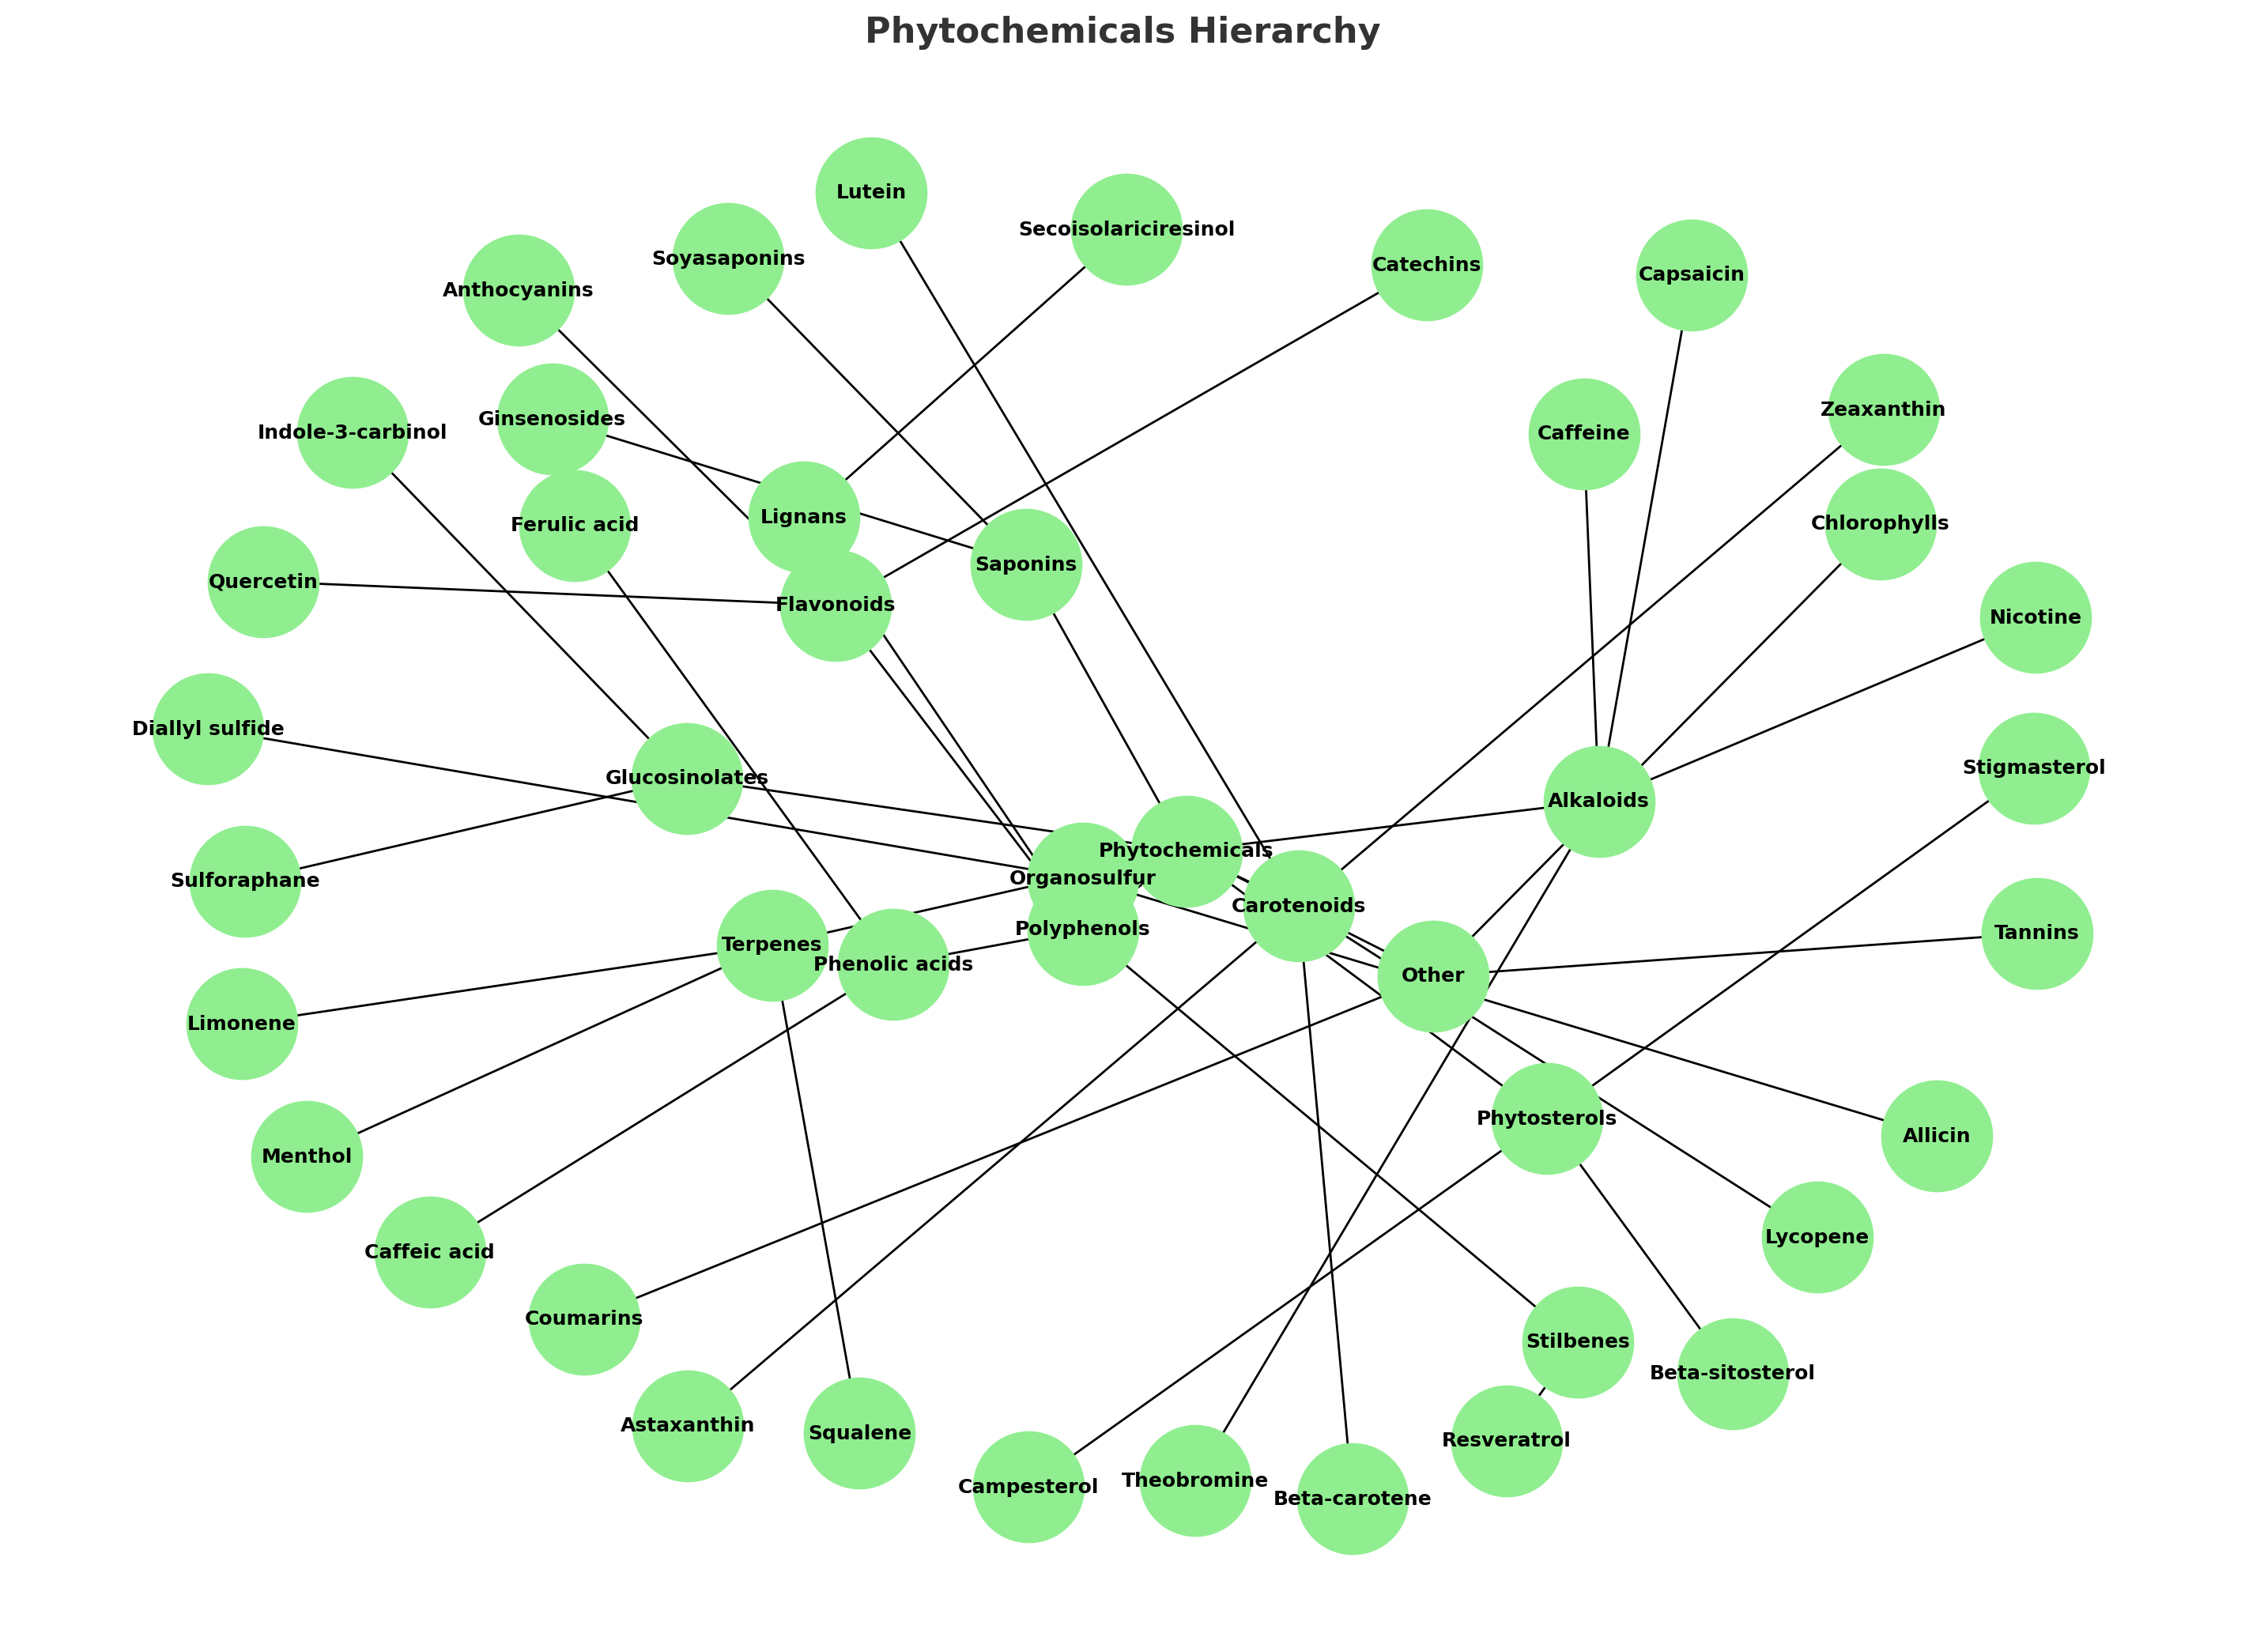 Phytochemicals Hierarchy
Lutein
Secoisolariciresinol
Soyasaponins
Catechins
Capsaicin
Anthocyanins
Zeaxanthin
Ginsenosides
Indole-3-carbinol
Caffeine
Lignans
Ferulic acid
Chlorophylls
Saponins
Quercetin
Flavonoids
Nicotine
Diallyl sulfide
Stigmasterol
Glucosinolates
Alkaloids
Phytochemicals
Organosulfur
Sulforaphane
Carotenoids
Polyphenols
Tannins
Terpenes
Phenolic acids
Other
Limonene
Phytosterols
Allicin
Menthol
Lycopene
Caffeic acid
Coumarins
Stilbenes
Beta-sitosterol
Astaxanthin
Squalene
Resveratrol
Theobromine
Campesterol
Beta-carotene